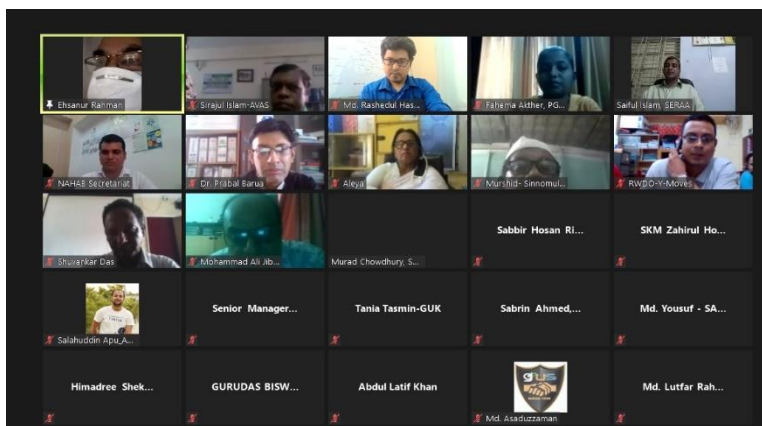 Ehsanur Rahman
Sirajul Islam-AVAS
Md. Rashedul Has...
Fahema Akther, PG...
Saiful Islam, SERAA
NAHAB Secretariat
Dr. Prabal Barua
Aleya
Murshid- Sinnomul...
RWDO-Y-Moves
Shuvankar Das
Mohammad Ali Jib...
Murad Chowdhury, S...
Sabbir Hosan Ri...
SKM Zahirul Ho...
Salahuddin Apu_A...
Senior Manager...
Tania Tasmin-GUK
Sabrin Ahmed,...
Md. Yousuf - SA...
Himadree Shek...
GURUDAS BISW...
Abdul Latif Khan
gus
Md. Asaduzzaman
Md. Lutfar Rah...